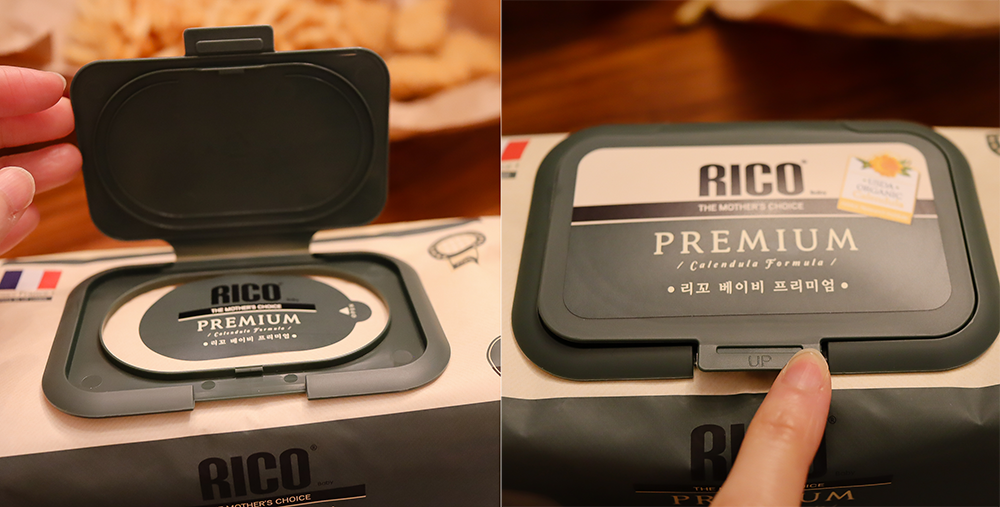 RICO
THE MOTHER'S CHOICE
PREMIUM
/ Calendula Formula /
• 리꼬 베이비 프리미엄 •
RICO
THE MOTHER'S CHOICE
RICO
THE MOTHER'S CHOICE
PREMIUM
/ Calendula Formula /
• 리꼬 베이비 프리미엄 •
USDA
ORGANIC
UP
RICO
PREMIUM